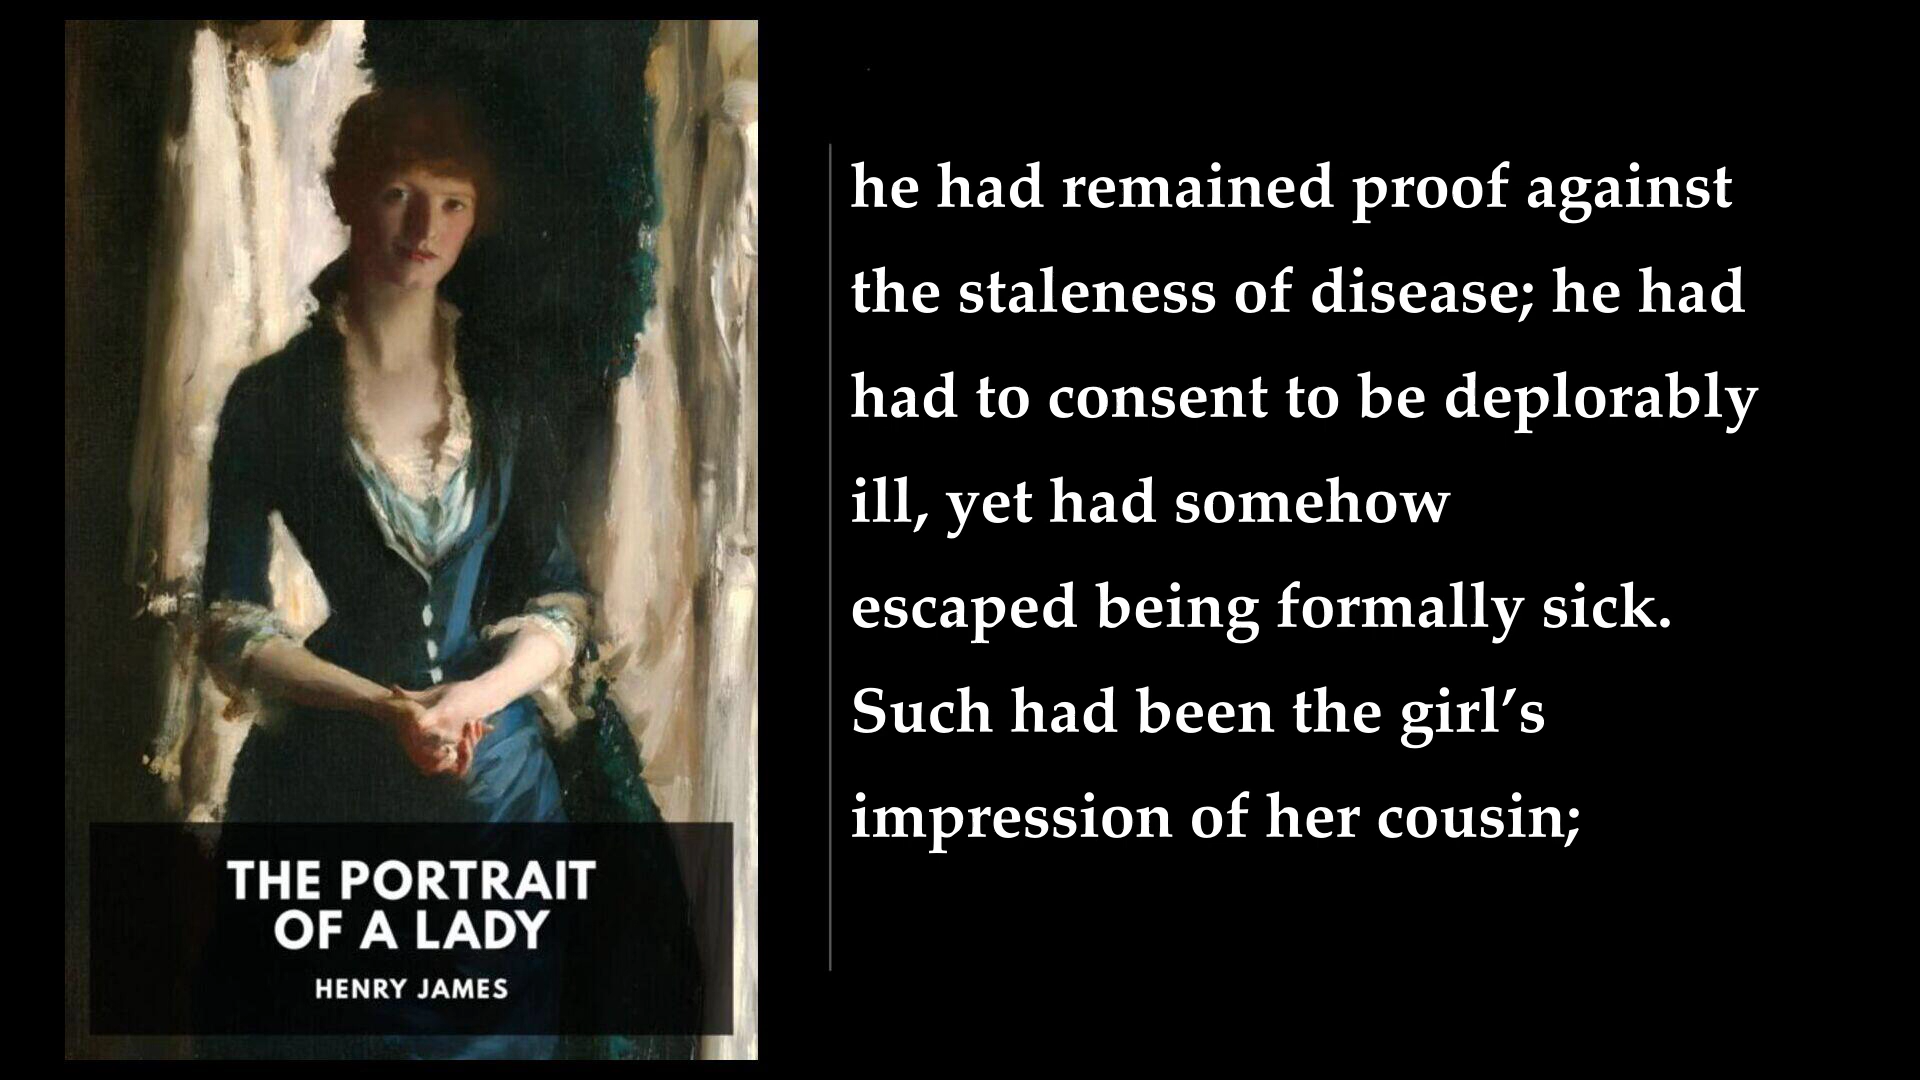 THE PORTRAIT
OF A LADY
HENRY JAMES
he had remained proof against
the staleness of disease; he had
had to consent to be deplorably
ill, yet had somehow
escaped being formally sick.
Such had been the girl’s
impression of her cousin;